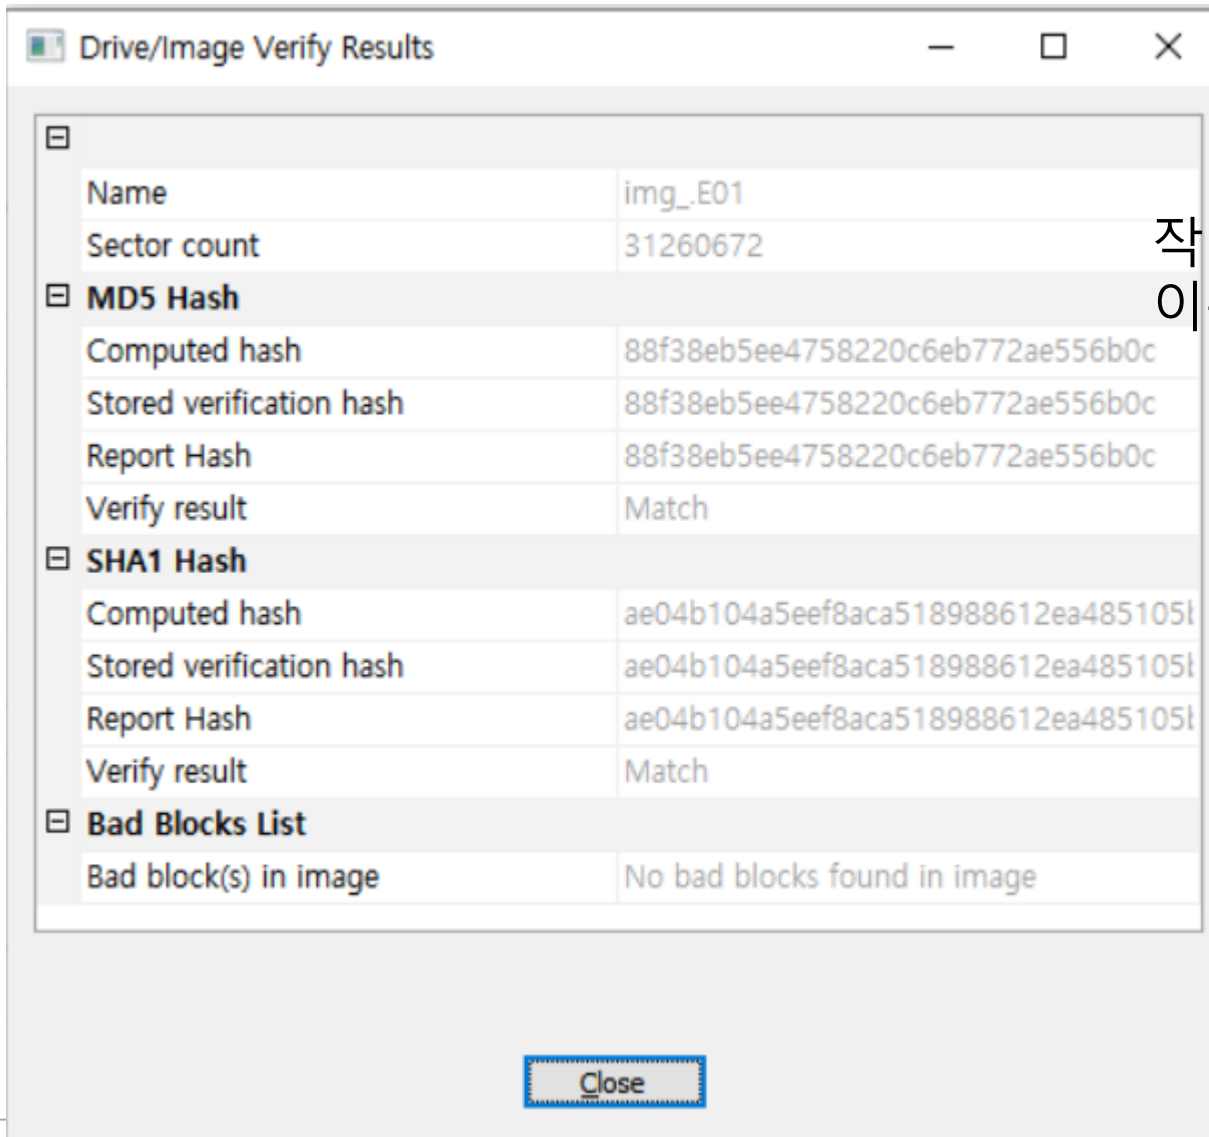 Drive/Image Verify Results
Name img_.E01
Sector count 31260672
작
MD5 Hash
이
Computed hash 88f38eb5ee4758220c6eb772ae556b0c
Stored verification hash 88f38eb5ee4758220c6eb772ae556b0c
Report Hash 88f38eb5ee4758220c6eb772ae556b0c
Verify result Match
SHA1 Hash
Computed hash ae04b104a5eef8aca518988612ea485105
Stored verification hash ae04b104a5eef8aca518988612ea485105
Report Hash ae04b104a5eef8aca518988612ea485105
Verify result Match
Bad Blocks List
Bad block(s) in image No bad blocks found in image
Close